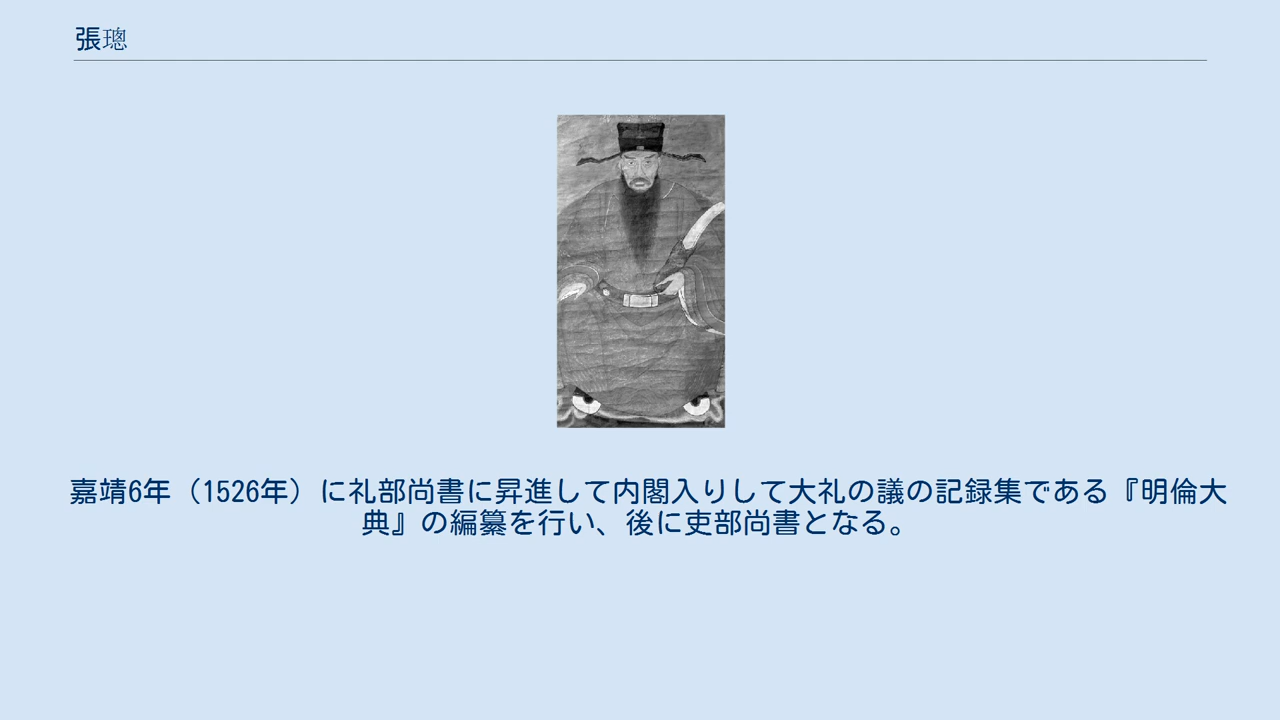 張璁
嘉靖6年（1526年）に礼部尚書に昇進して内閣入りして大礼の議の記録集である『明倫大
典』の編纂を行い、後に吏部尚書となる。